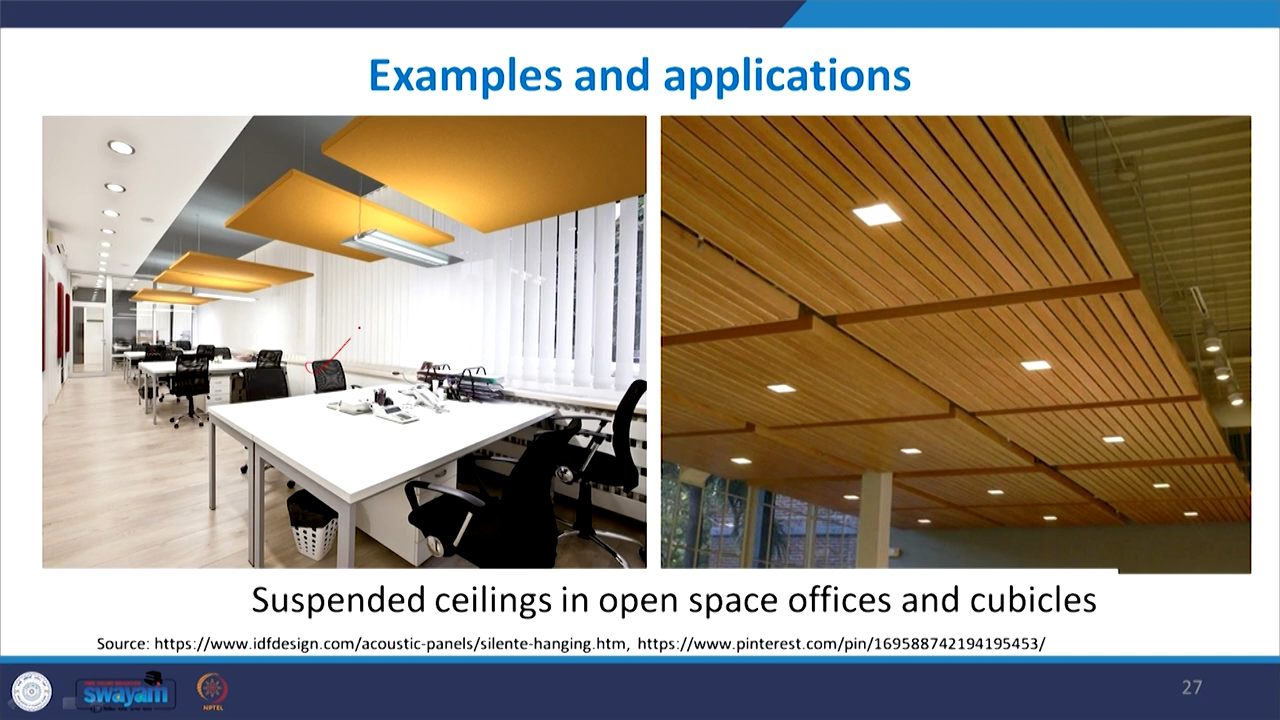 Examples and applications
Suspended ceilings in open space offices and cubicles
Source: https://www.idfdesign.com/acoustic-panels/silente-hanging.htm, https://www.pinterest.com/pin/169588742194195453/
swayam
NPTEL
27